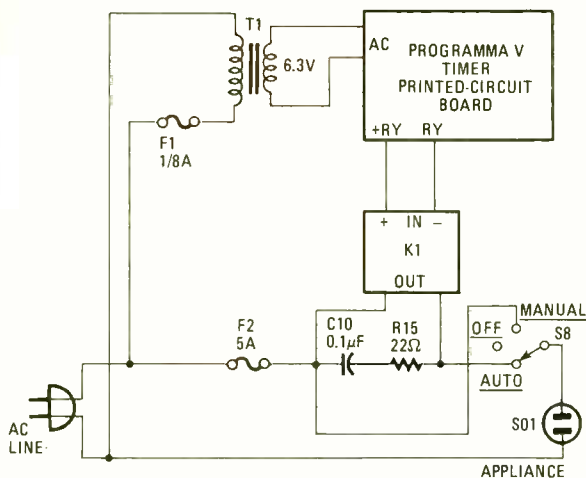 T1
6.3V
AC
PROGRAMMA V
TIMER
PRINTED-CIRCUIT
BOARD
+RY RY
F1
1/8A
+ IN -
K1
OUT
F2
5A
C10
0.1µF
R15
22Ω
MANUAL
OFF
S8
AUTO
AC
LINE
SO1
APPLIANCE